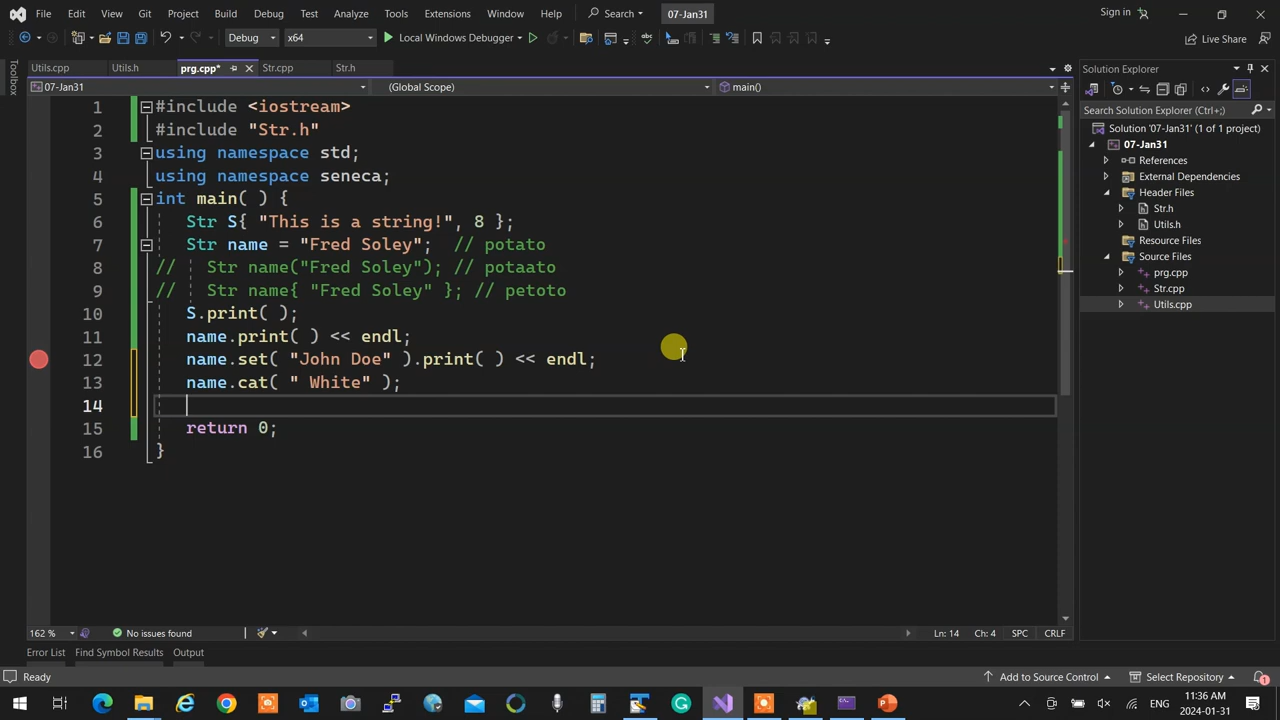 File Edit View Git Project Build Debug Test Analyze Tools Extensions Window Help Search 07-Jan31 Sign in
Debug x64 Local Windows Debugger Live Share
Toolbox
Utils.cpp Utils.h prg.cpp* Str.cpp Str.h
07-Jan31 (Global Scope) main()
1 #include <iostream>
2 #include "Str.h"
3 using namespace std;
4 using namespace seneca;
5 int main( ) {
6 Str S{ "This is a string!", 8 };
7 Str name = "Fred Soley"; // potato
8 // Str name("Fred Soley"); // potaato
9 // Str name{ "Fred Soley" }; // petoto
10 S.print( );
11 name.print( ) << endl;
12 name.set( "John Doe" ).print( ) << endl;
13 name.cat( " White" );
14
15 return 0;
16 }
Solution Explorer
Search Solution Explorer (Ctrl+;)
Solution '07-Jan31' (1 of 1 project)
07-Jan31
References
External Dependencies
Header Files
Str.h
Utils.h
Resource Files
Source Files
prg.cpp
Str.cpp
Utils.cpp
162 % No issues found Ln: 14 Ch: 4 SPC CRLF
Error List Find Symbol Results Output
Ready Add to Source Control Select Repository 1
ENG 11:36 AM
2024-01-31